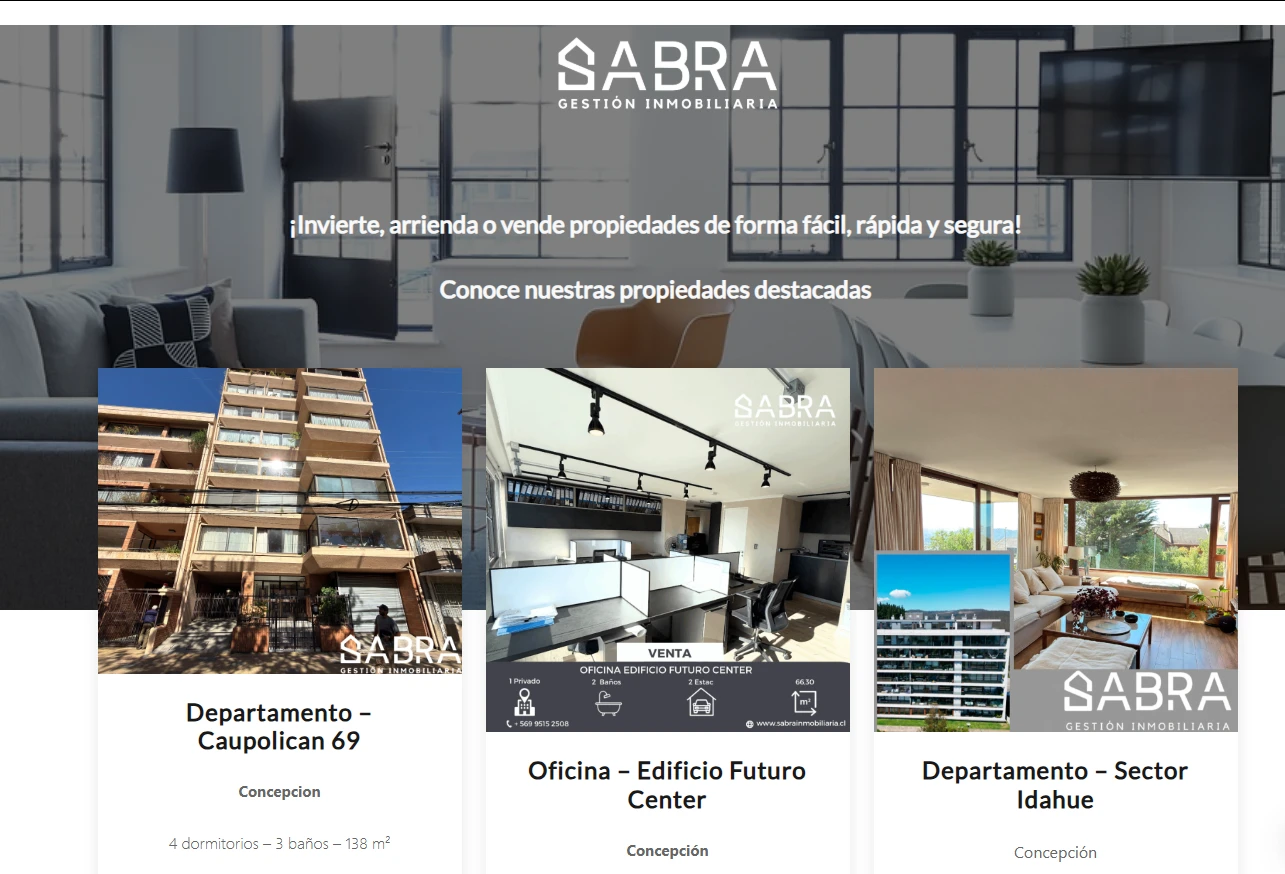 SABRA
GESTIÓN INMOBILIARIA
¡Invierte, arrienda o vende propiedades de forma fácil, rápida y segura!
Conoce nuestras propiedades destacadas
SABRA
GESTIÓN INMOBILIARIA
Departamento –
Caupolican 69
Concepcion
4 dormitorios – 3 baños – 138 m²
SABRA
GESTIÓN INMOBILIARIA
VENTA
OFICINA EDIFICIO FUTURO CENTER
1 Privado
2 Baños
2 Estac
66.30
m²
+ 569 9515 2508
www.sabrainmobiliaria.cl
Oficina – Edificio Futuro
Center
Concepción
SABRA
GESTIÓN INMOBILIARIA
Departamento – Sector
Idahue
Concepción